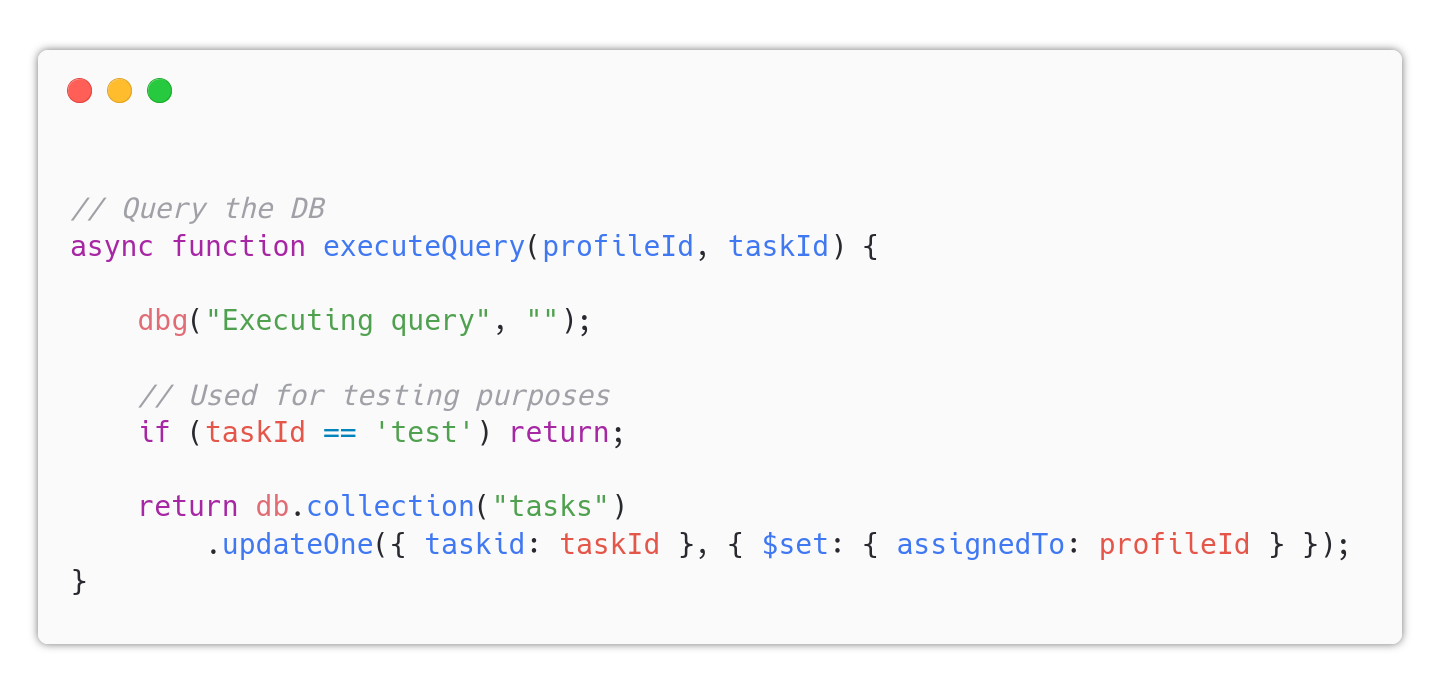 // Query the DB
async function executeQuery(profileId, taskId) {
    dbg("Executing query", "");
    // Used for testing purposes
    if (taskId == 'test') return;
    return db.collection("tasks")
        .updateOne({ taskid: taskId }, { $set: { assignedTo: profileId } });
}